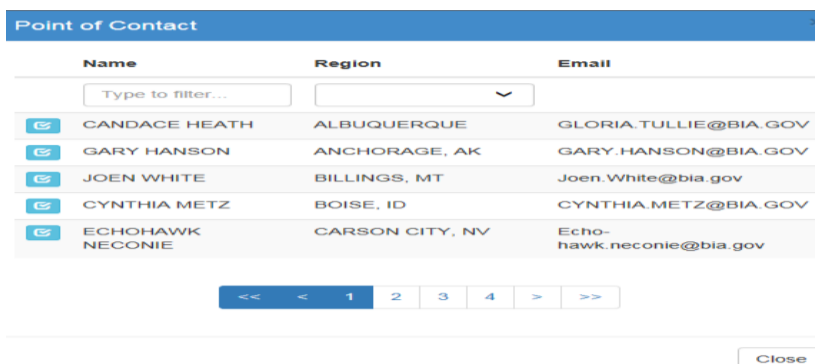 Point of Contact
Name Region Email
Type to filter...
CANDACE HEATH ALBUQUERQUE GLORIA.TULLIE@BIA.GOV
GARY HANSON ANCHORAGE, AK GARY.HANSON@BIA.GOV
JOEN WHITE BILLINGS, MT Joen.White@bia.gov
CYNTHIA METZ BOISE, ID CYNTHIA.METZ@BIA.GOV
ECHOHAWK CARSON CITY, NV Echo-
NECONIE hawk.neconie@bia.gov
<< < 1 2 3 4 > >>
Close